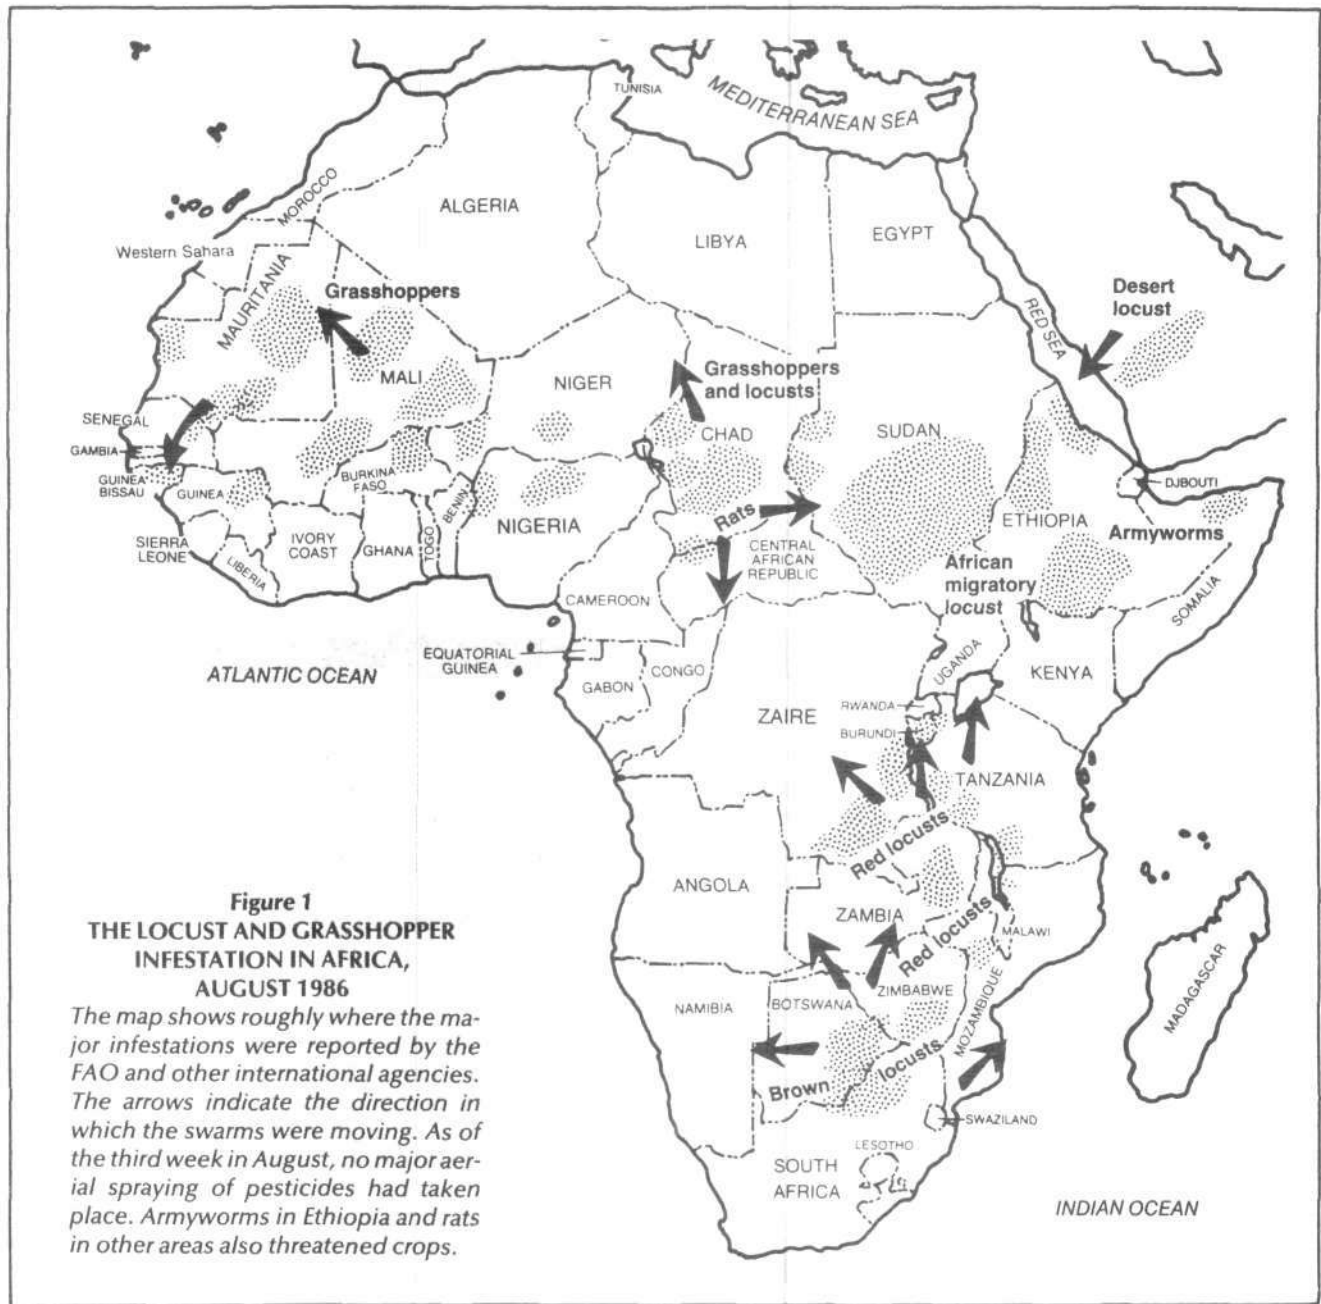 TUNISIA
MEDITERRANEAN SEA
MOROCCO
ALGERIA
LIBYA
EGYPT
Western Sahara
MAURITANIA
Grasshoppers
RED SEA
Desert
locust
MALI
NIGER
Grasshoppers
and locusts
CHAD
SUDAN
SENEGAL
GAMBIA
GUINEA
BISSAU
GUINEA
BURKINA
FASO
BENIN
NIGERIA
Rats
DJBOUTI
ETHIOPIA
Armyworms
SIERRA
LEONE
LIBERIA
IVORY
COAST
GHANA
TOGO
CENTRAL
AFRICAN
REPUBLIC
African
migratory
locust
SOMALIA
CAMEROON
EQUATORIAL
GUINEA
GABON
CONGO
UGANDA
KENYA
ATLANTIC OCEAN
ZAIRE
RWANDA
BURUNDI
TANZANIA
Red locusts
ANGOLA
ZAMBIA
Red locusts
MALAWI
NAMIBIA
BOTSWANA
ZIMBABWE
MOZAMBIQUE
MADAGASCAR
Brown
locusts
SWAZILAND
LESOTHO
SOUTH
AFRICA
INDIAN OCEAN
Figure 1
THE LOCUST AND GRASSHOPPER
INFESTATION IN AFRICA,
AUGUST 1986
The map shows roughly where the ma-
jor infestations were reported by the
FAO and other international agencies.
The arrows indicate the direction in
which the swarms were moving. As of
the third week in August, no major aer-
ial spraying of pesticides had taken
place. Armyworms in Ethiopia and rats
in other areas also threatened crops.